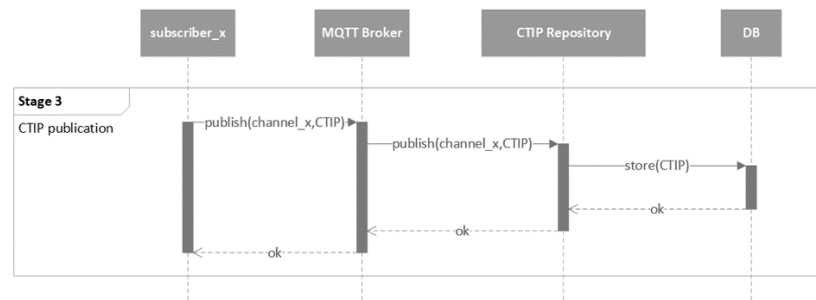 subscriber_x
MQTT Broker
CTIP Repository
DB
Stage 3
CTIP publication
publish(channel_x,CTIP)
publish(channel_x,CTIP)
store(CTIP)
ok
ok
ok